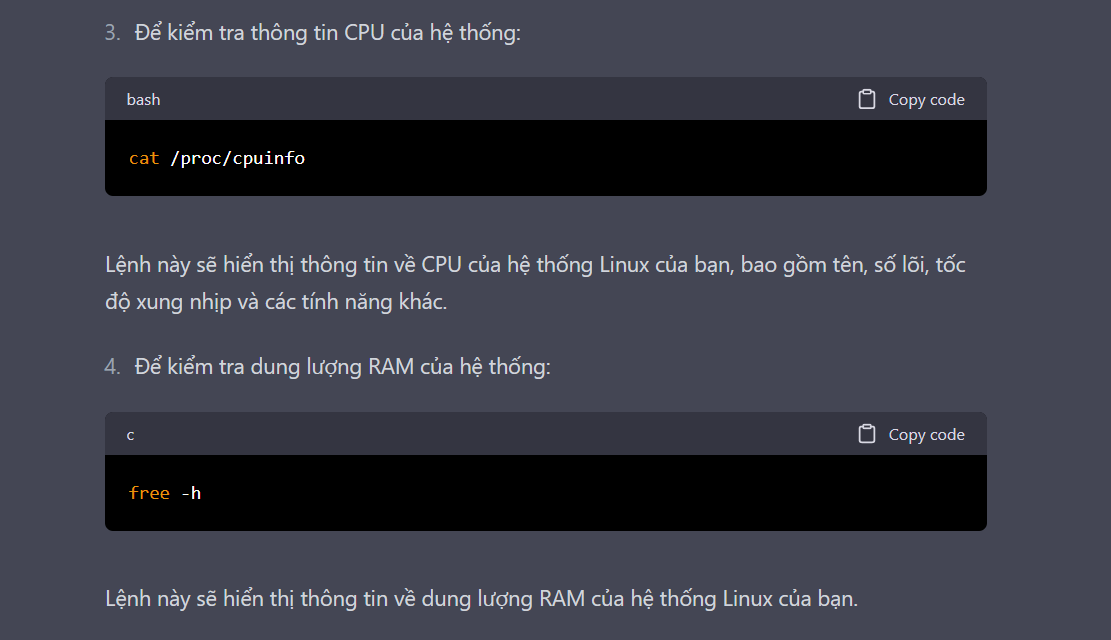 3. Để kiểm tra thông tin CPU của hệ thống:
bash Copy code
cat /proc/cpuinfo
Lệnh này sẽ hiển thị thông tin về CPU của hệ thống Linux của bạn, bao gồm tên, số lõi, tốc
độ xung nhịp và các tính năng khác.
4. Để kiểm tra dung lượng RAM của hệ thống:
c Copy code
free -h
Lệnh này sẽ hiển thị thông tin về dung lượng RAM của hệ thống Linux của bạn.